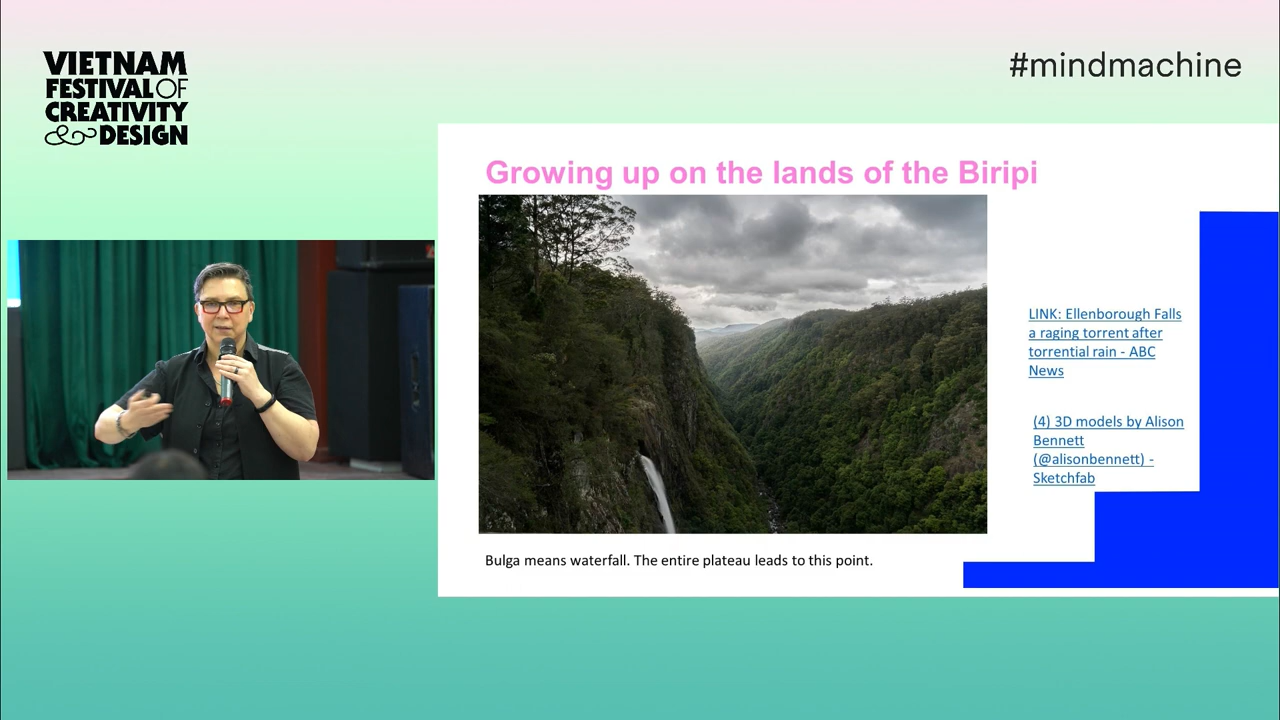 VIETNAM
FESTIVAL OF
CREATIVITY
& DESIGN
#mindmachine
Growing up on the lands of the Biripi
LINK: Ellenborough Falls
a raging torrent after
torrential rain - ABC
News
(4) 3D models by Alison
Bennett
(@alisonbennett) -
Sketchfab
Bulga means waterfall. The entire plateau leads to this point.